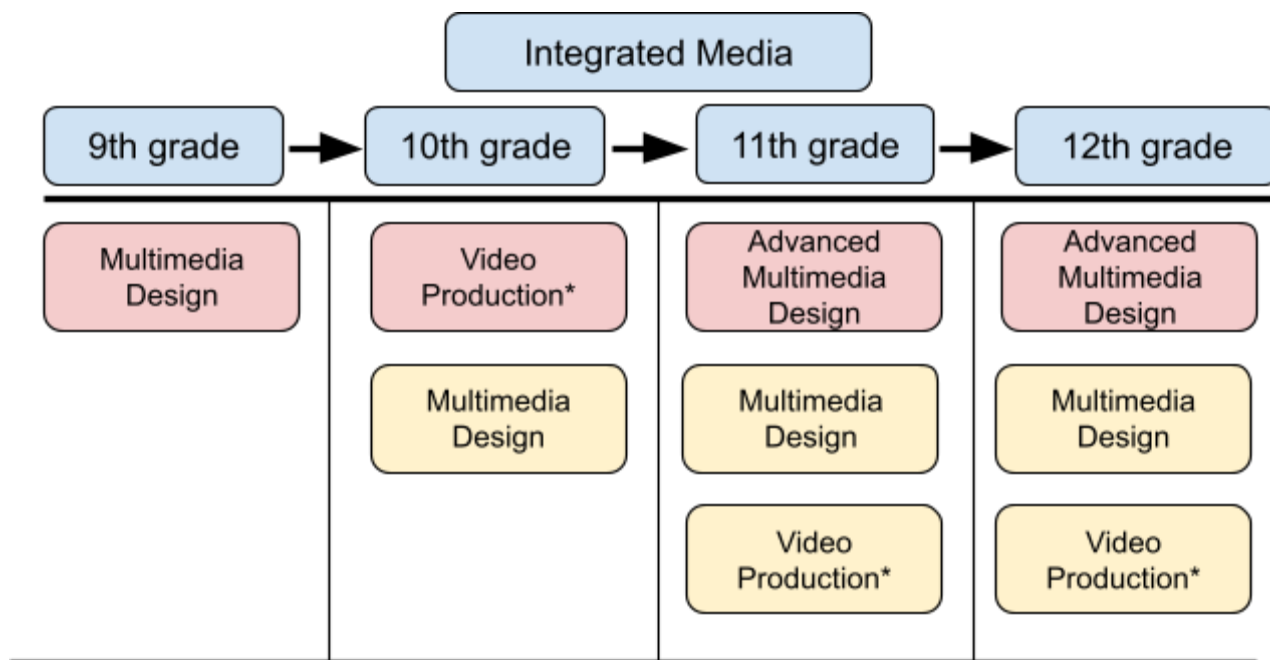 Integrated Media
9th grade
10th grade
11th grade
12th grade
Multimedia
Design
Video
Production*
Advanced
Multimedia
Design
Advanced
Multimedia
Design
Multimedia
Design
Multimedia
Design
Multimedia
Design
Video
Production*
Video
Production*